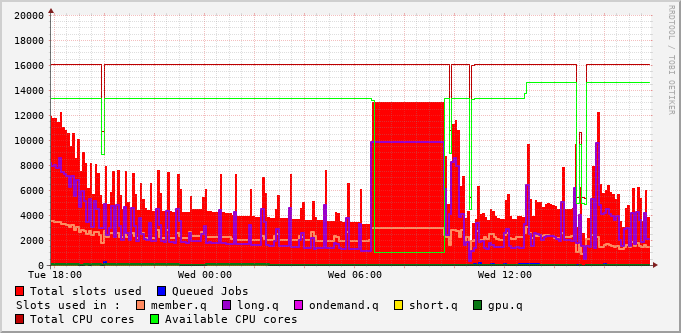 RRDTOOL / TOBI OETIKER
20000
18000
16000
14000
12000
10000
8000
6000
4000
2000
0
Tue 18:00 Wed 00:00 Wed 06:00 Wed 12:00
Total slots used Queued Jobs
Slots used in : member.q long.q ondemand.q short.q gpu.q
Total CPU cores Available CPU cores